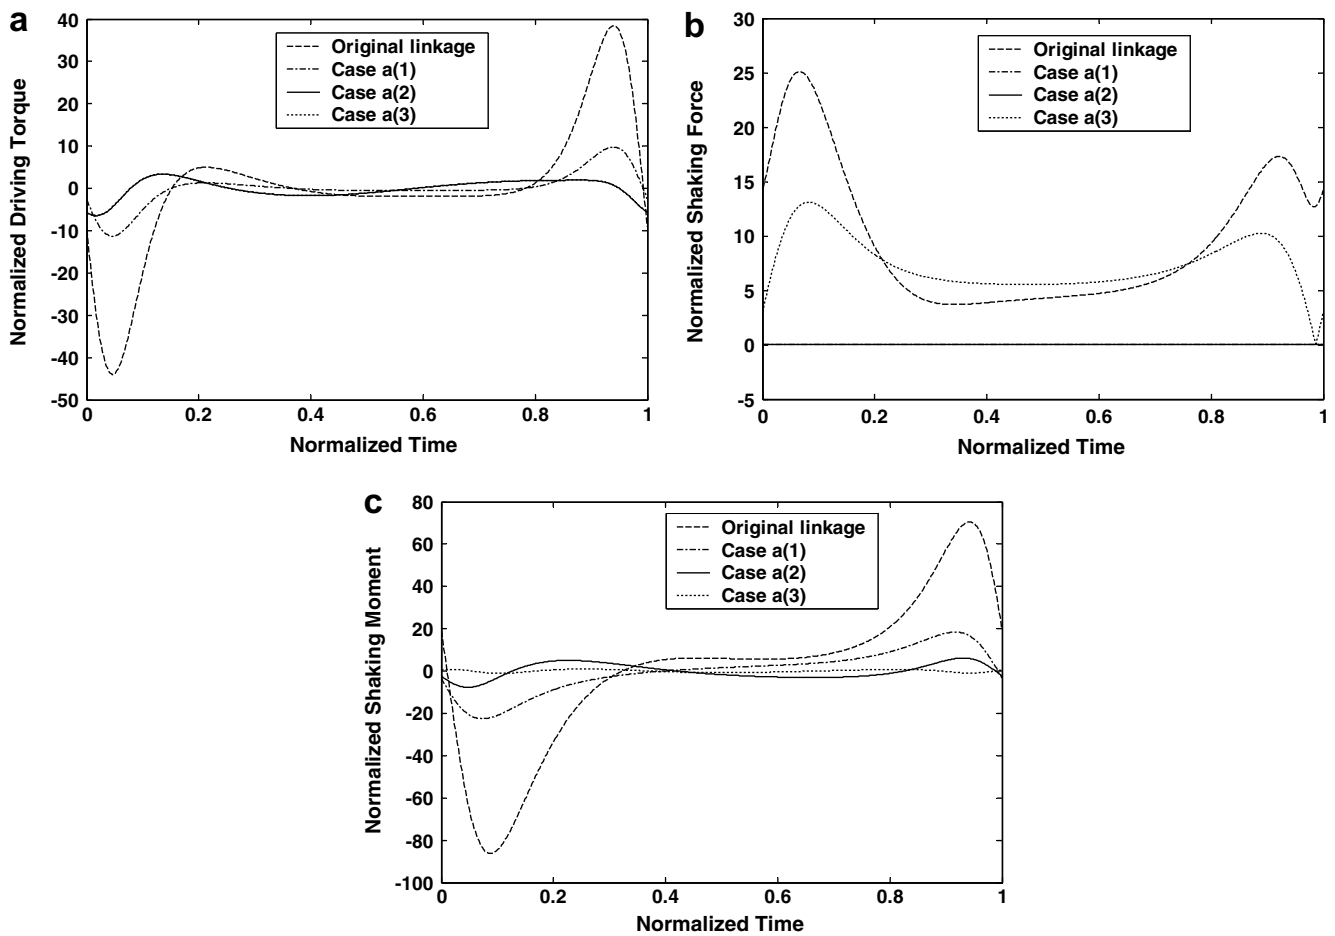 a
40
30
20
10
0
-10
-20
-30
-40
-50
0
0.2
0.4
0.6
0.8
1
Normalized Driving Torque
Normalized Time
Original linkage
Case a(1)
Case a(2)
Case a(3)
b
30
25
20
15
10
5
0
-5
0
0.2
0.4
0.6
0.8
1
Normalized Shaking Force
Normalized Time
Original linkage
Case a(1)
Case a(2)
Case a(3)
c
80
60
40
20
0
-20
-40
-60
-80
-100
0
0.2
0.4
0.6
0.8
1
Normalized Shaking Moment
Normalized Time
Original linkage
Case a(1)
Case a(2)
Case a(3)